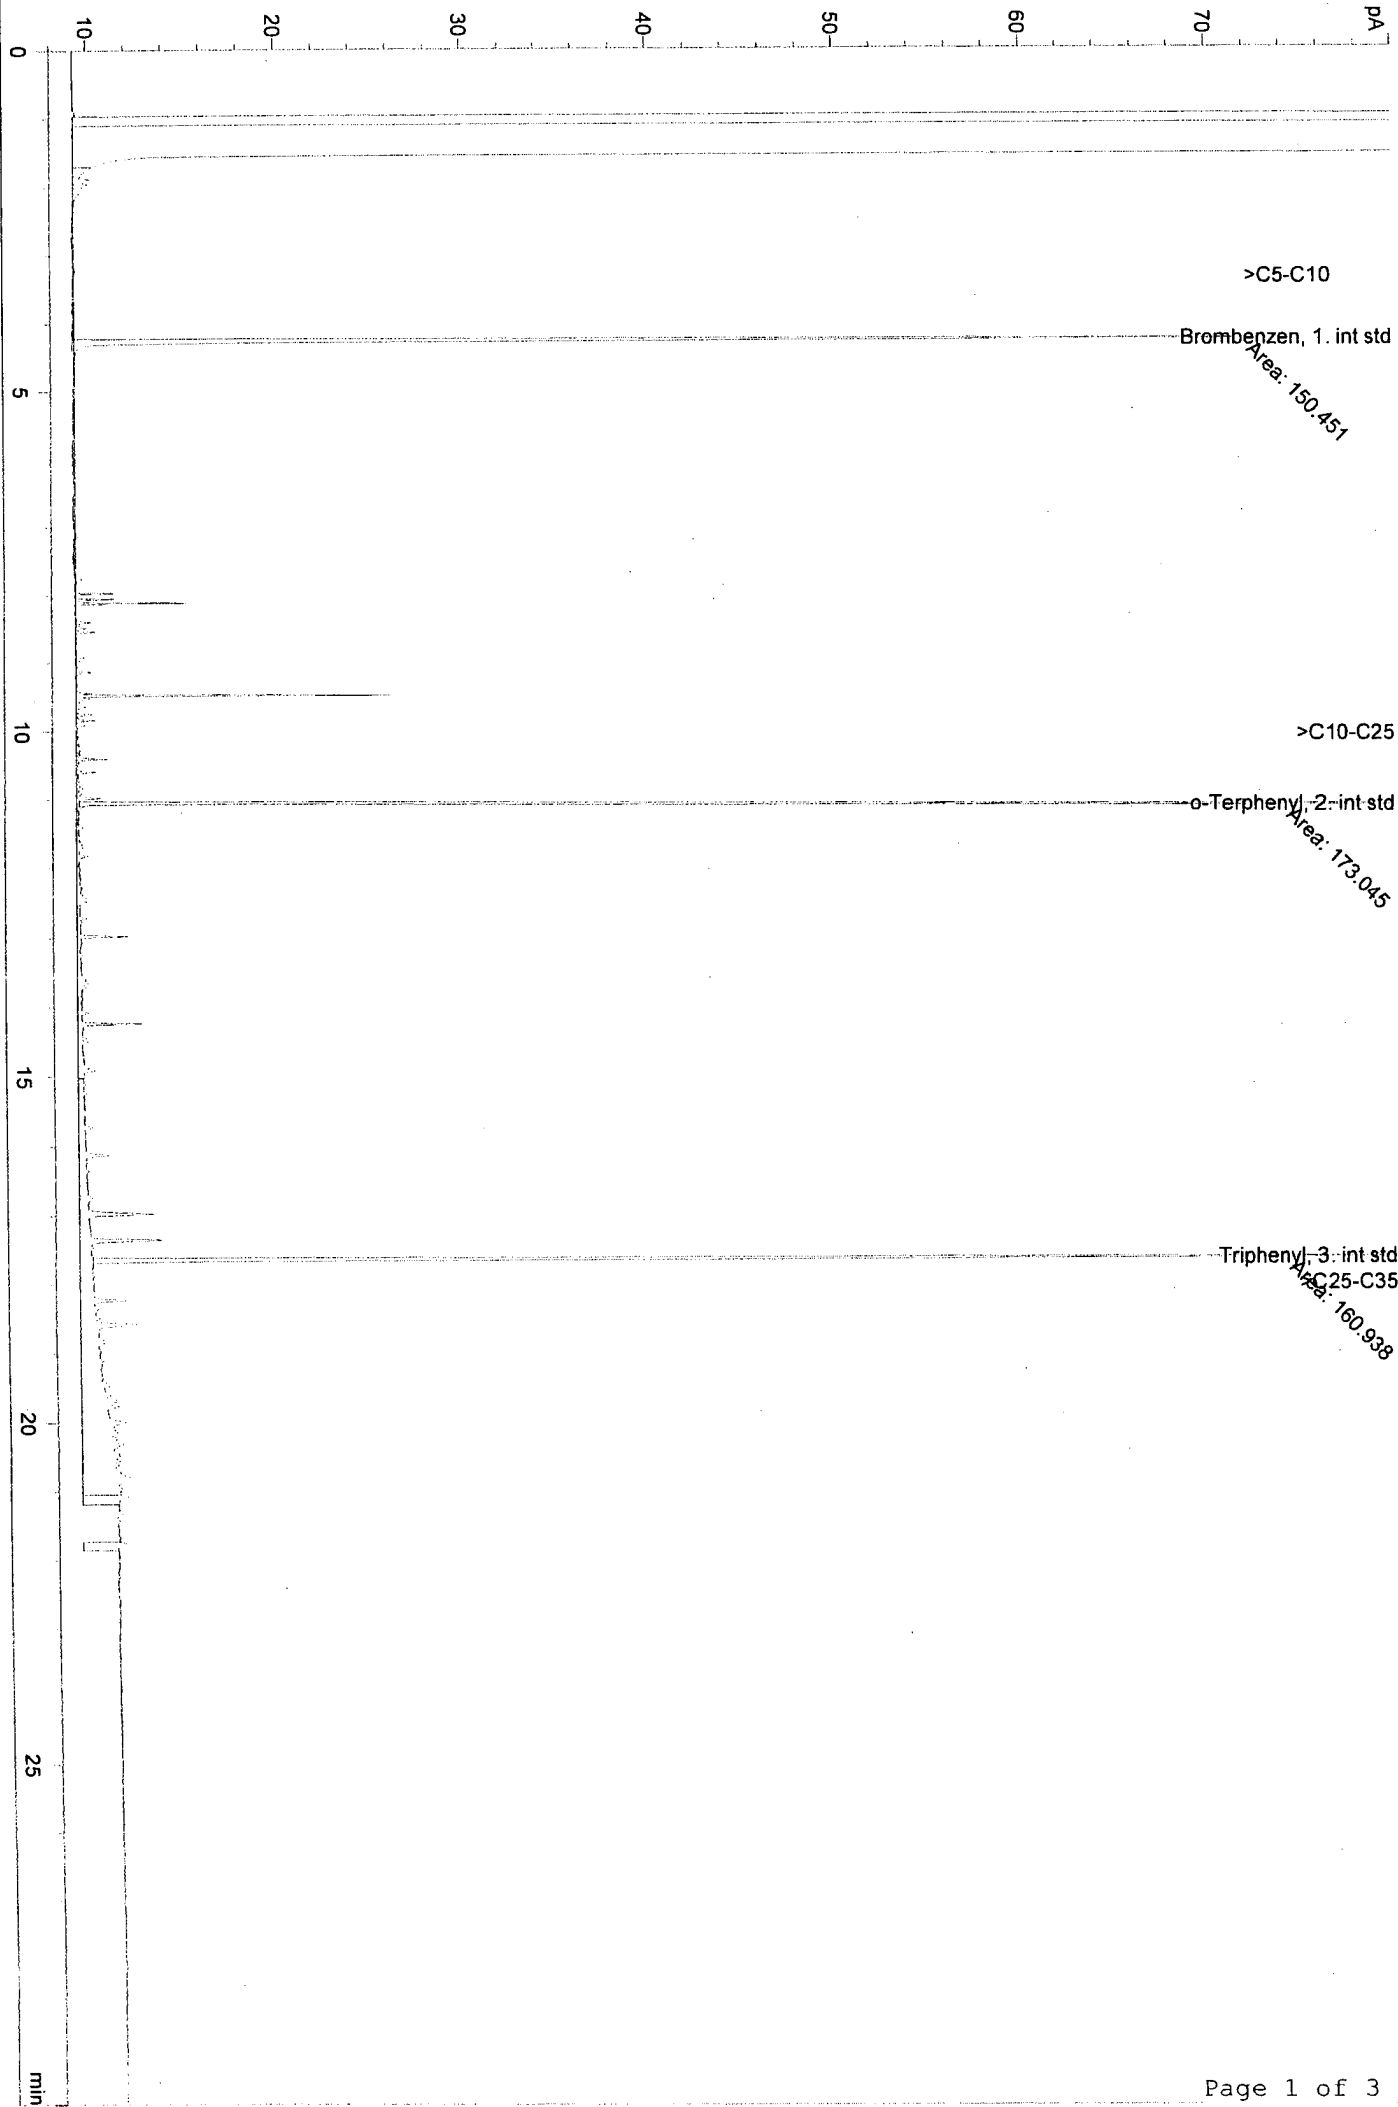 pA
70
60
50
40
30
20
10
0
>C5-C10
Brombenzen, 1. int std
Area: 150.451
5
10
>C10-C25
o-Terphenyl, 2. int std
Area: 173.045
15
Triphenyl, 3. int std
>C25-C35
Area: 160.938
20
25
min
Page 1 of 3